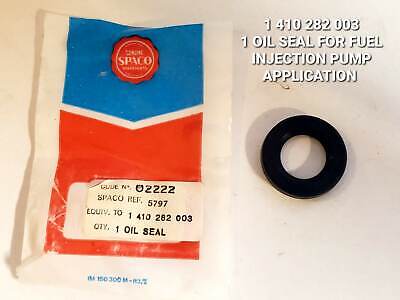 1 410 282 003
1 OIL SEAL FOR FUEL
INJECTION PUMP
APPLICATION
GENUINE
SPACO
CODE No. 02222
SPACO REF. 5797
EQUIV. TO 1 410 282 003
QTY. 1 OIL SEAL